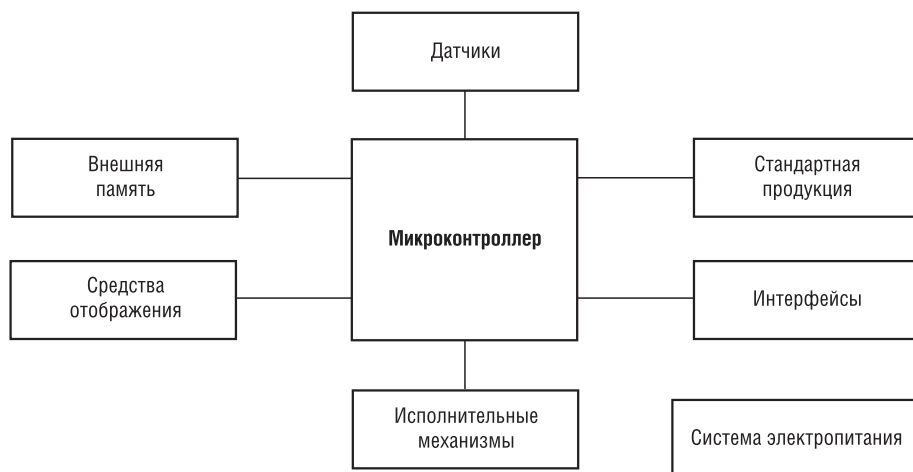 Датчики
Внешняя
память
Стандартная
продукция
Микроконтроллер
Средства
отображения
Интерфейсы
Исполнительные
механизмы
Система электропитания